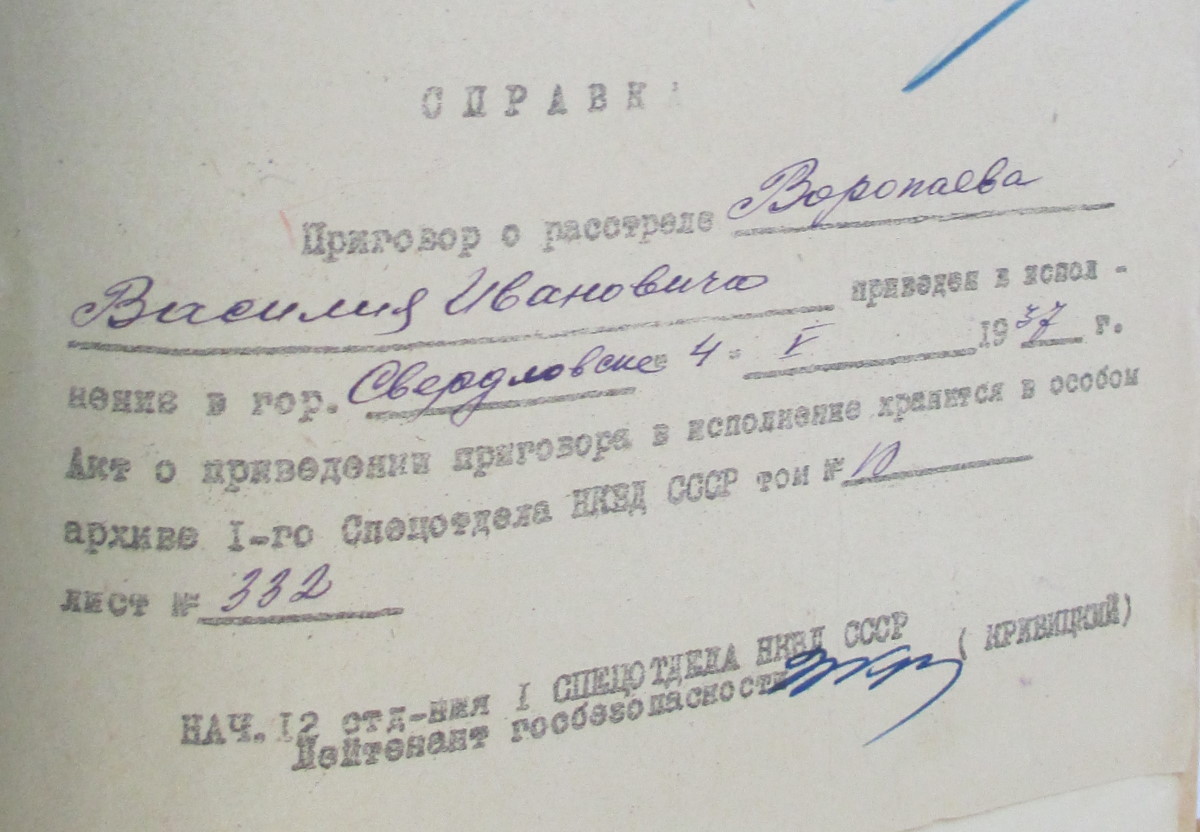 СПРАВКА
Приговор о расстреле Воропаева
Василия Ивановича приведен в испол -
нение в гор. Свердловске 4 - V 1937 г.
Акт о приведении приговора в исполнение хранится в особом
архиве I-го Спецотдела НКВД СССР том № 10
лист № 332
НАЧ. 12 отд-ния I СПЕЦОТДЕЛА НКВД СССР
Лейтенант госбезопасности (КРИВИЦКИЙ)